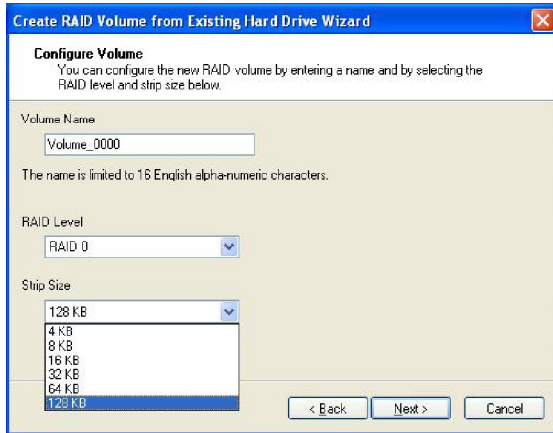 Create RAID Volume from Existing Hard Drive Wizard
Configure Volume
You can configure the new RAID volume by entering a name and by selecting the
RAID level and strip size below.
Volume Name
Volume_0000
The name is limited to 16 English alpha-numeric characters.
RAID Level
RAID 0
Strip Size
128 KB
4 KB
8 KB
16 KB
32 KB
64 KB
128 KB
< Back
Next >
Cancel